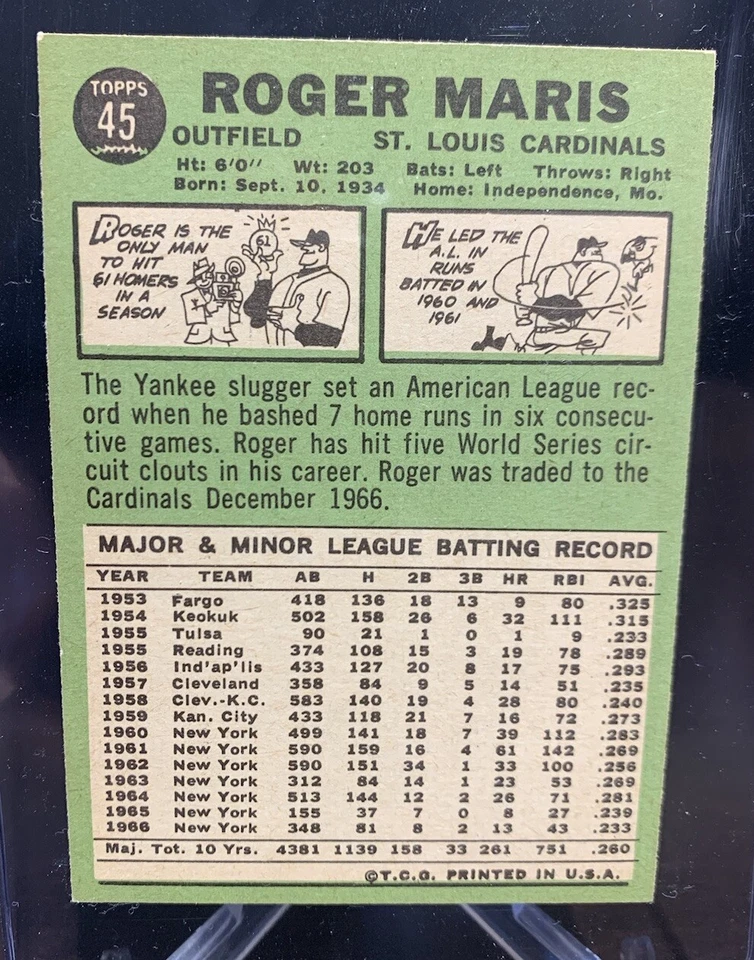 TOPPS
45
ROGER MARIS
OUTFIELD ST. LOUIS CARDINALS
Ht: 6'0" Wt: 203 Bats: Left Throws: Right
Born: Sept. 10, 1934 Home: Independence, Mo.
ROGER IS THE
ONLY MAN
TO HIT
61 HOMERS
IN A
SEASON
61
HE LED THE
A.L. IN
RUNS
BATTED IN
1960 AND
1961
The Yankee slugger set an American League rec-
ord when he bashed 7 home runs in six consecu-
tive games. Roger has hit five World Series cir-
cuit clouts in his career. Roger was traded to the
Cardinals December 1966.
MAJOR & MINOR LEAGUE BATTING RECORD
YEAR TEAM AB H 2B 3B HR RBI AVG.
1953 Fargo 418 136 18 13 9 80 .325
1954 Keokuk 502 158 26 6 32 111 .315
1955 Tulsa 90 21 1 0 1 9 .233
1955 Reading 374 108 15 3 19 78 .289
1956 Ind'ap'lis 433 127 20 8 17 75 .293
1957 Cleveland 358 84 9 5 14 51 .235
1958 Clev.-K.C. 583 140 19 4 28 80 .240
1959 Kan. City 433 118 21 7 16 72 .273
1960 New York 499 141 18 7 39 112 .283
1961 New York 590 159 16 4 61 142 .269
1962 New York 590 151 34 1 33 100 .256
1963 New York 312 84 14 1 23 53 .269
1964 New York 513 144 12 2 26 71 .281
1965 New York 155 37 7 0 8 27 .239
1966 New York 348 81 8 2 13 43 .233
Maj. Tot. 10 Yrs. 4381 1139 158 33 261 751 .260
©T.C.G. PRINTED IN U.S.A.